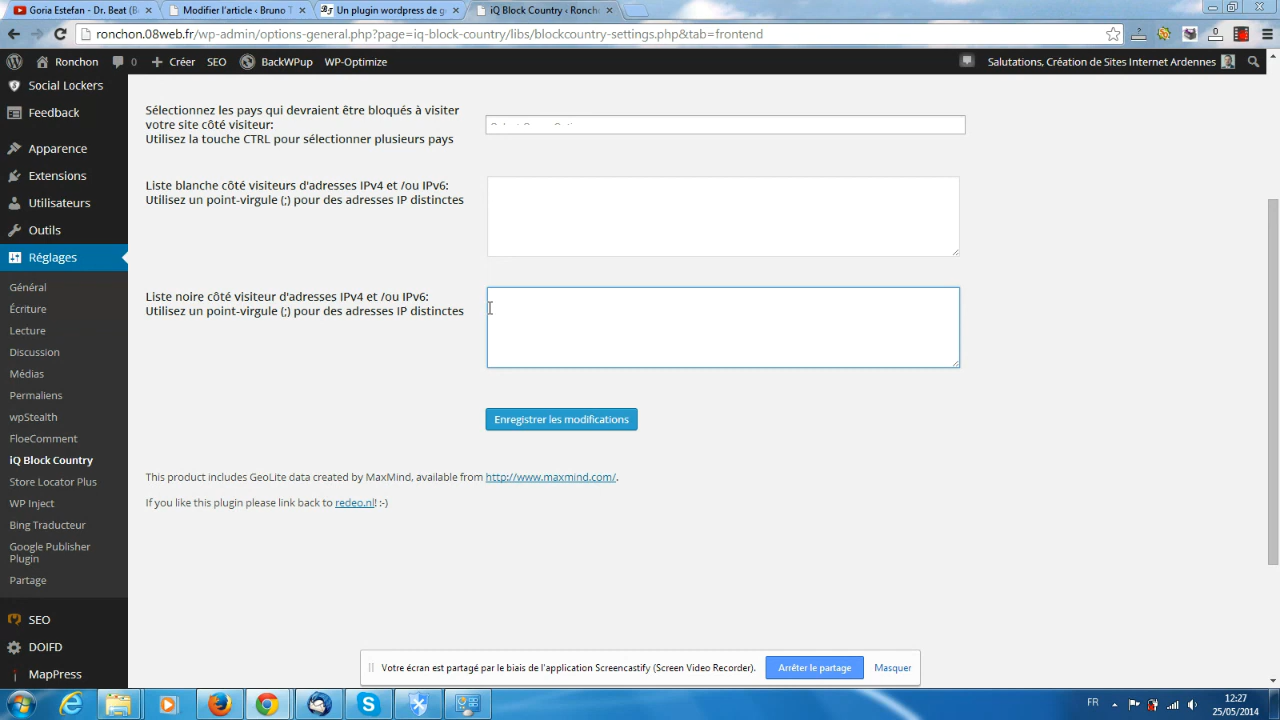 Goria Estefan - Dr. Beat (B
Modifier l'article ‹ Bruno T
Un plugin wordpress de g
iQ Block Country ‹ Roncho
ronchon.08web.fr/wp-admin/options-general.php?page=iq-block-country/libs/blockcountry-settings.php&tab=frontend
Ronchon
0
Créer
SEO
BackWPup
WP-Optimize
Salutations, Création de Sites Internet Ardennes
Social Lockers
Feedback
Apparence
Extensions
Utilisateurs
Outils
Réglages
Général
Écriture
Lecture
Discussion
Médias
Permaliens
wpStealth
FloeComment
iQ Block Country
Store Locator Plus
WP Inject
Bing Traducteur
Google Publisher
Plugin
Partage
SEO
DOIFD
MapPress
Sélectionnez les pays qui devraient être bloqués à visiter
votre site côté visiteur:
Utilisez la touche CTRL pour sélectionner plusieurs pays
Liste blanche côté visiteurs d'adresses IPv4 et /ou IPv6:
Utilisez un point-virgule (;) pour des adresses IP distinctes
Liste noire côté visiteur d'adresses IPv4 et /ou IPv6:
Utilisez un point-virgule (;) pour des adresses IP distinctes
Enregistrer les modifications
This product includes GeoLite data created by MaxMind, available from http://www.maxmind.com/.
If you like this plugin please link back to redeo.nl! :-)
Votre écran est partagé par le biais de l'application Screencastify (Screen Video Recorder).
Arrêter le partage
Masquer
FR
12:27
25/05/2014